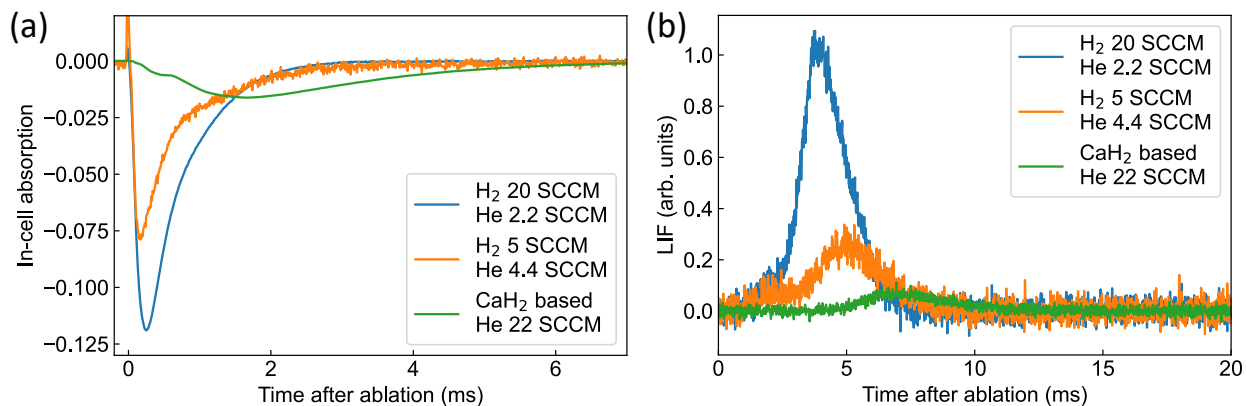 (a)
In-cell absorption
0.000
−0.025
−0.050
−0.075
−0.100
−0.125
H₂ 20 SCCM
He 2.2 SCCM
H₂ 5 SCCM
He 4.4 SCCM
CaH₂ based
He 22 SCCM
0 2 4 6
Time after ablation (ms)
(b)
LIF (arb. units)
1.0
0.8
0.6
0.4
0.2
0.0
H₂ 20 SCCM
He 2.2 SCCM
H₂ 5 SCCM
He 4.4 SCCM
CaH₂ based
He 22 SCCM
0 5 10 15 20
Time after ablation (ms)